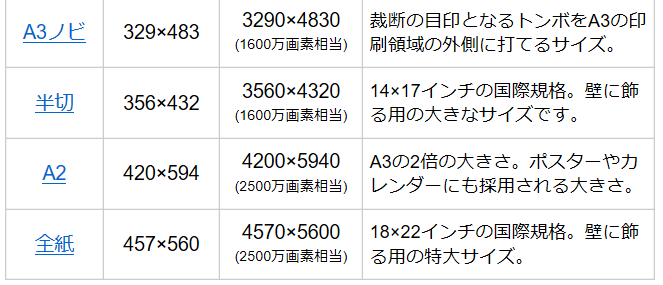 A3ノビ 329×483 3290×4830 (1600万画素相当) 裁断の目印となるトンボをA3の印
刷領域の外側に打てるサイズ。
半切 356×432 3560×4320 (1600万画素相当) 14×17インチの国際規格。壁に飾
る用の大きなサイズです。
A2 420×594 4200×5940 (2500万画素相当) A3の2倍の大きさ。ポスターやカ
レンダーにも採用される大きさ。
全紙 457×560 4570×5600 (2500万画素相当) 18×22インチの国際規格。壁に飾
る用の特大サイズ。